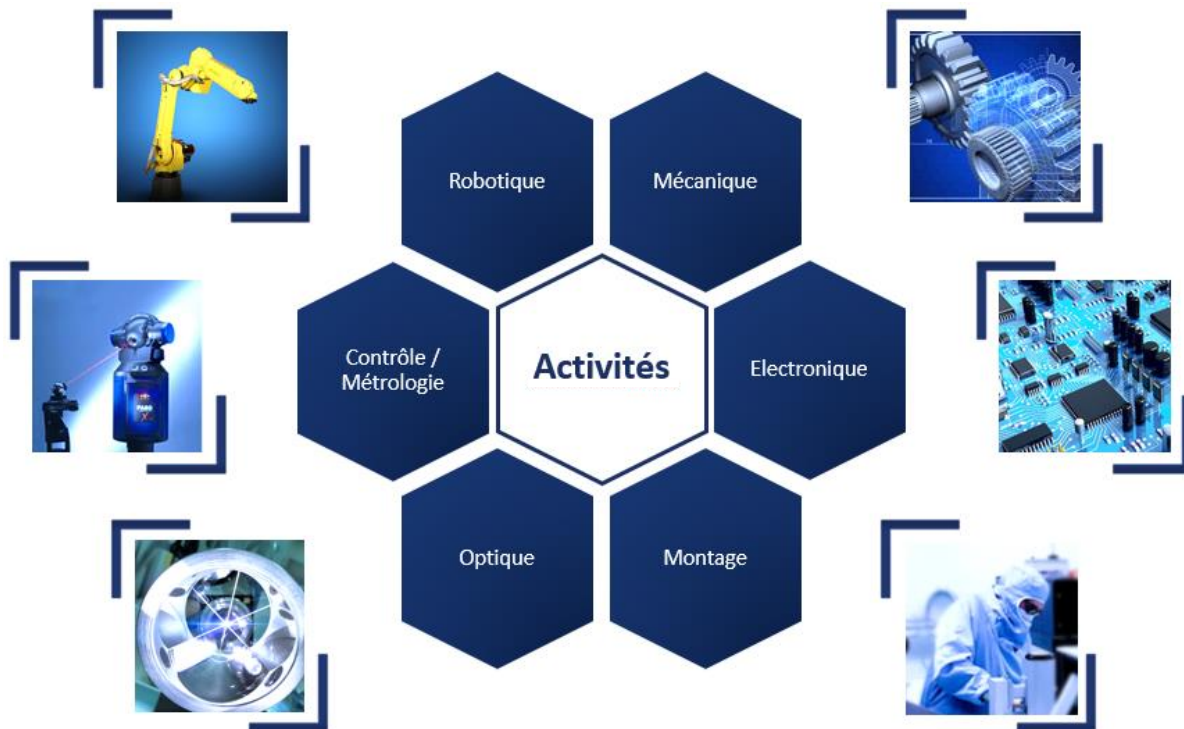 Robotique
Mécanique
Contrôle /
Métrologie
Activités
Electronique
Optique
Montage